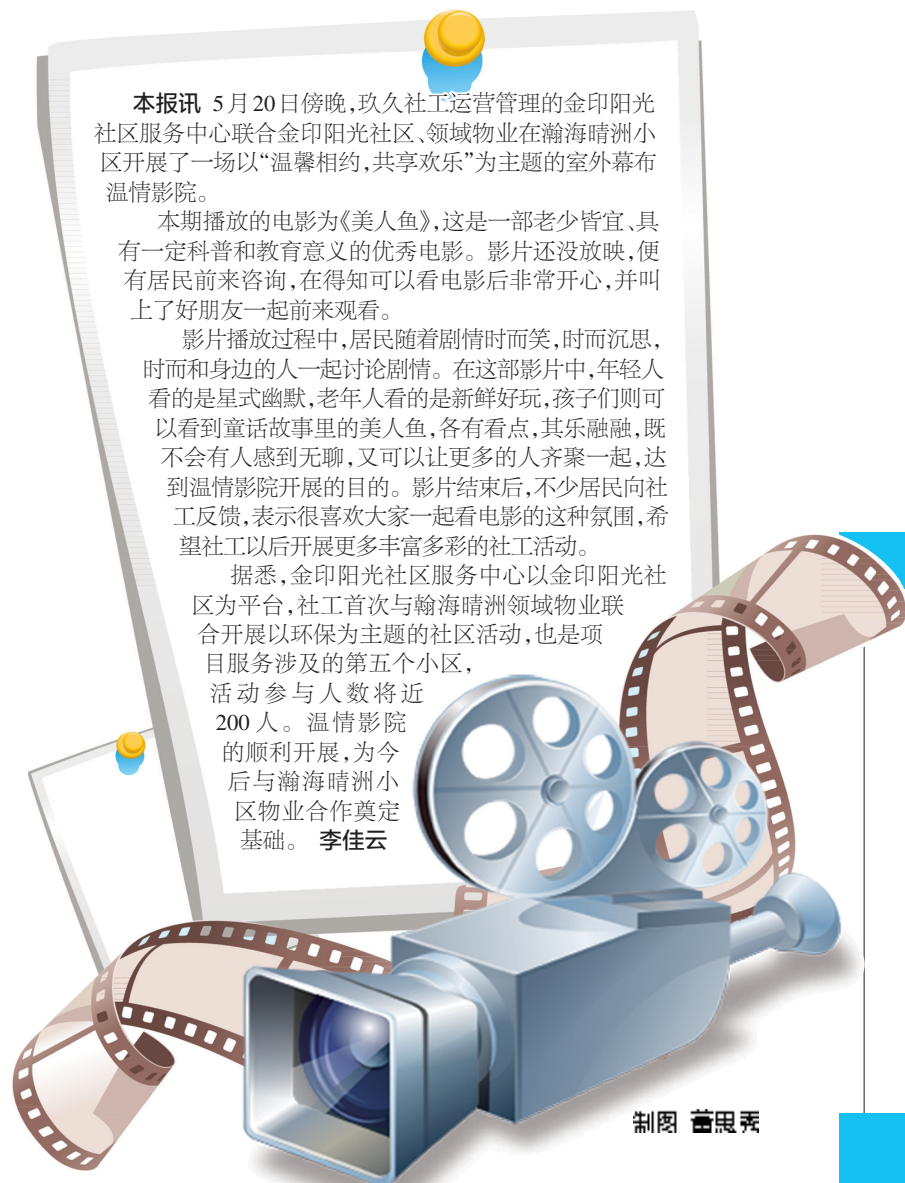 本报讯 5月20日傍晚,玖久社工运营管理的金印阳光
社区服务中心联合金印阳光社区、领域物业在瀚海晴洲小
区开展了一场以“温馨相约,共享欢乐”为主题的室外幕布
温情影院。
本期播放的电影为《美人鱼》,这是一部老少皆宜、具
有一定科普和教育意义的优秀电影。影片还没放映,便
有居民前来咨询,在得知可以看电影后非常开心,并叫
上了好朋友一起前来观看。
影片播放过程中,居民随着剧情时而笑,时而沉思,
时而和身边的人一起讨论剧情。在这部影片中,年轻人
看的是星式幽默,老年人看的是新鲜好玩,孩子们则可
以看到童话故事里的美人鱼,各有看点,其乐融融,既
不会有人感到无聊,又可以让更多的人齐聚一起,达
到温情影院开展的目的。影片结束后,不少居民向社
工反馈,表示很喜欢大家一起看电影的这种氛围,希
望社工以后开展更多丰富多彩的社工活动。
据悉,金印阳光社区服务中心以金印阳光社
区为平台,社工首次与翰海晴洲领域物业联
合开展以环保为主题的社区活动,也是项
目服务涉及的第五个小区,
活动参与人数将近
200人。温情影院
的顺利开展,为今
后与瀚海晴洲小
区物业合作奠定
基础。 李佳云
制图 董思秀